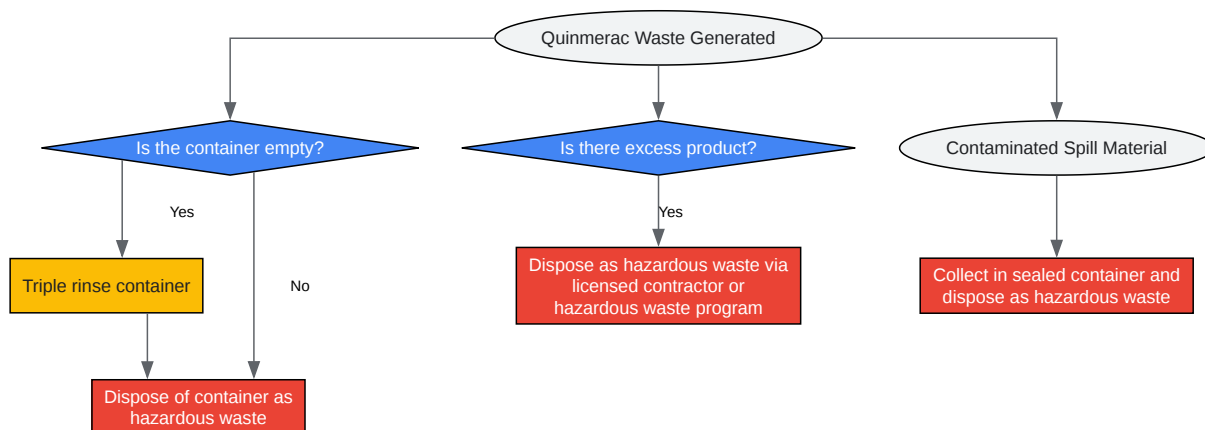 Quinmerac Waste Generated
Is the container empty?
Is there excess product?
Contaminated Spill Material
Yes
Yes
Triple rinse container
No
Dispose as hazardous waste via
licensed contractor or
hazardous waste program
Collect in sealed container and
dispose as hazardous waste
Dispose of container as
hazardous waste